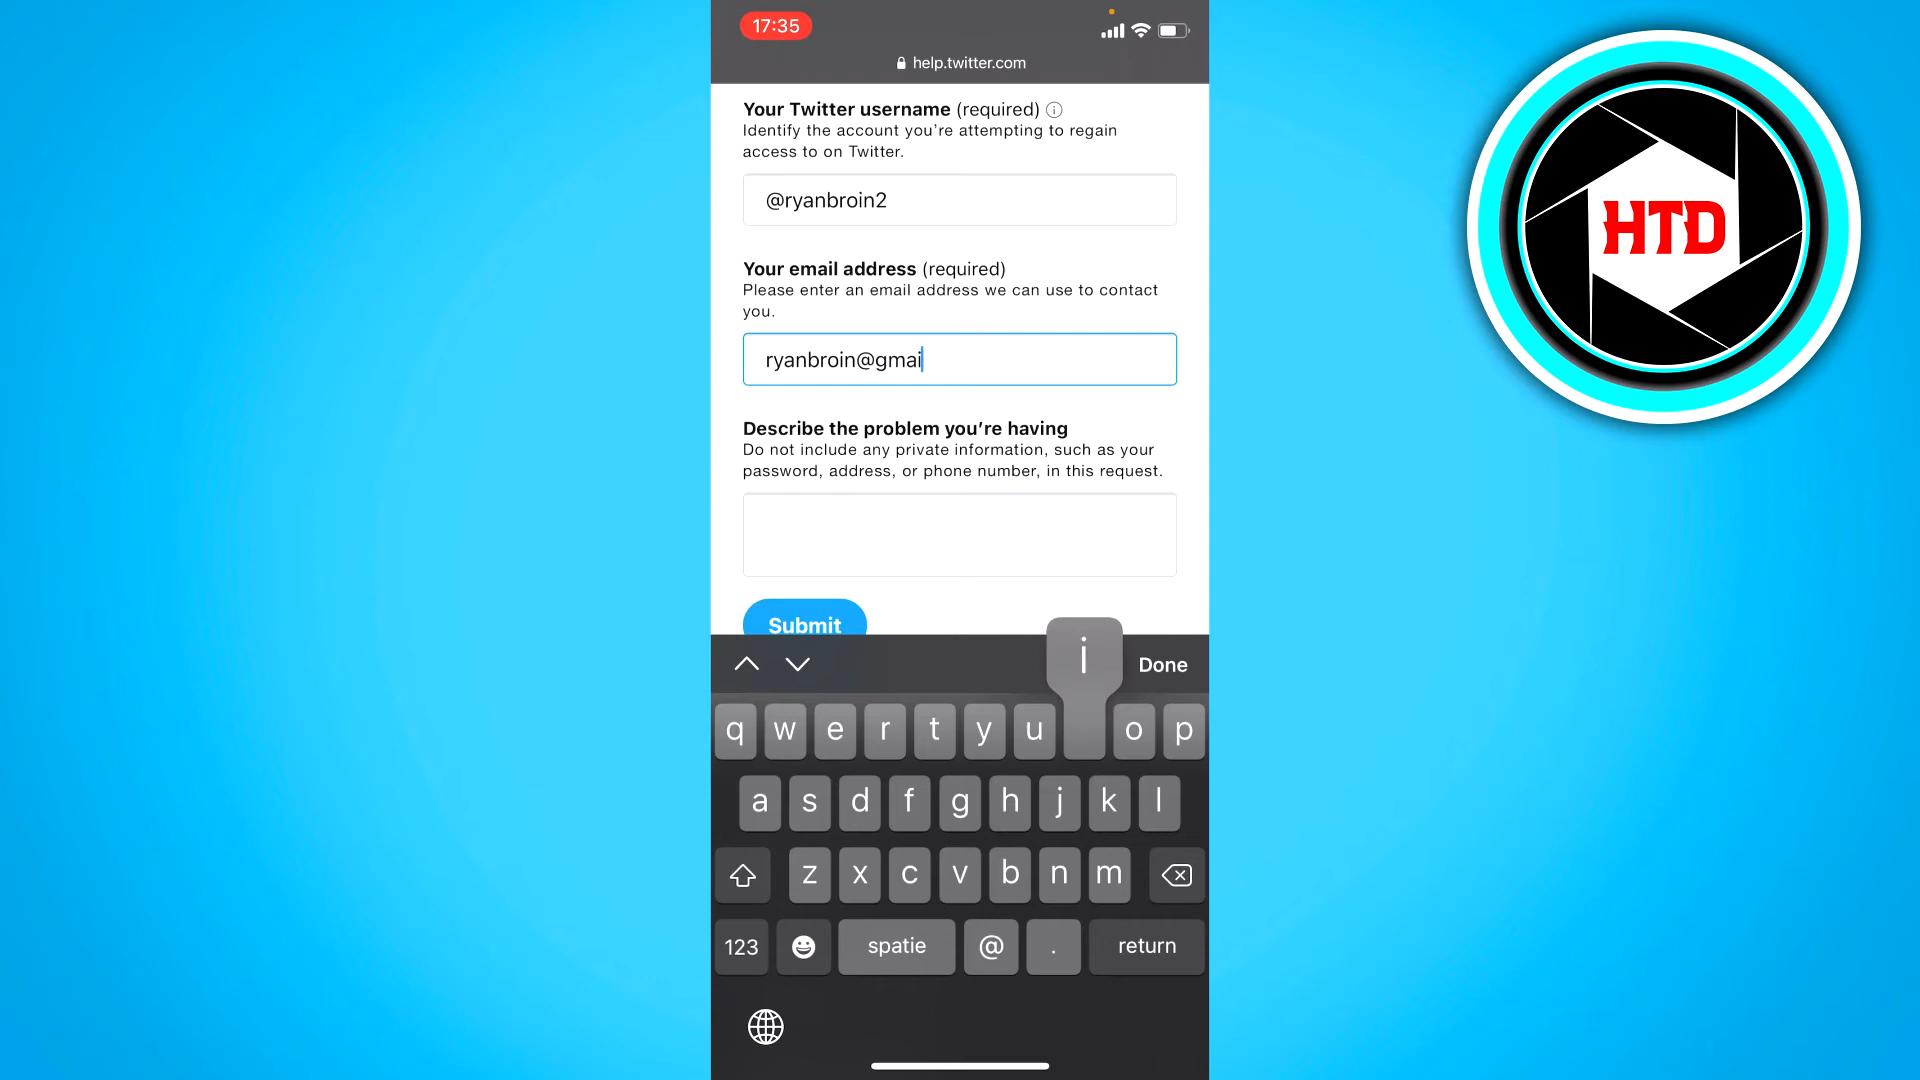 17:35
help.twitter.com
Your Twitter username (required)
Identify the account you're attempting to regain
access to on Twitter.
@ryanbroin2
Your email address (required)
Please enter an email address we can use to contact
you.
ryanbroin@gmai
Describe the problem you're having
Do not include any private information, such as your
password, address, or phone number, in this request.
Submit
i
Done
q w e r t y u o p
a s d f g h j k l
z x c v b n m
123 spatie @ . return
HTD